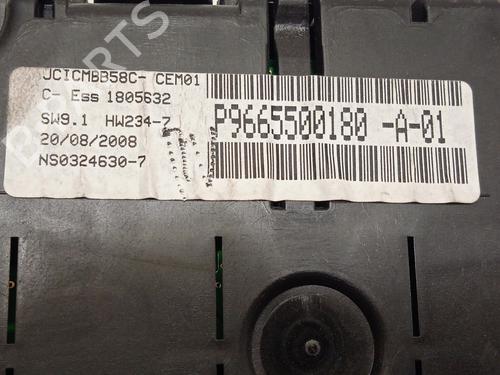 JCICMBB58C- CEM01
C- Ess 1805632
SW9.1 HW234-7
20/08/2008
NS0324630-7
P9665500180 -A-01